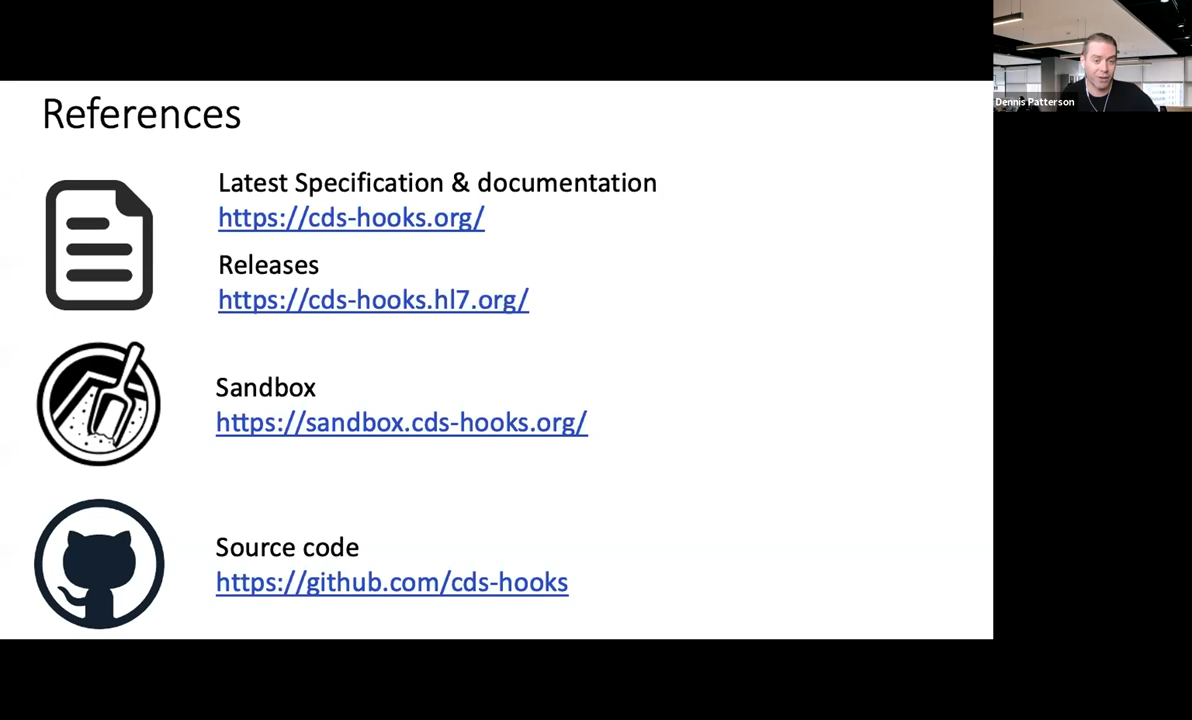 References
Latest Specification & documentation
https://cds-hooks.org/
Releases
https://cds-hooks.hl7.org/
Sandbox
https://sandbox.cds-hooks.org/
Source code
https://github.com/cds-hooks
Dennis Patterson